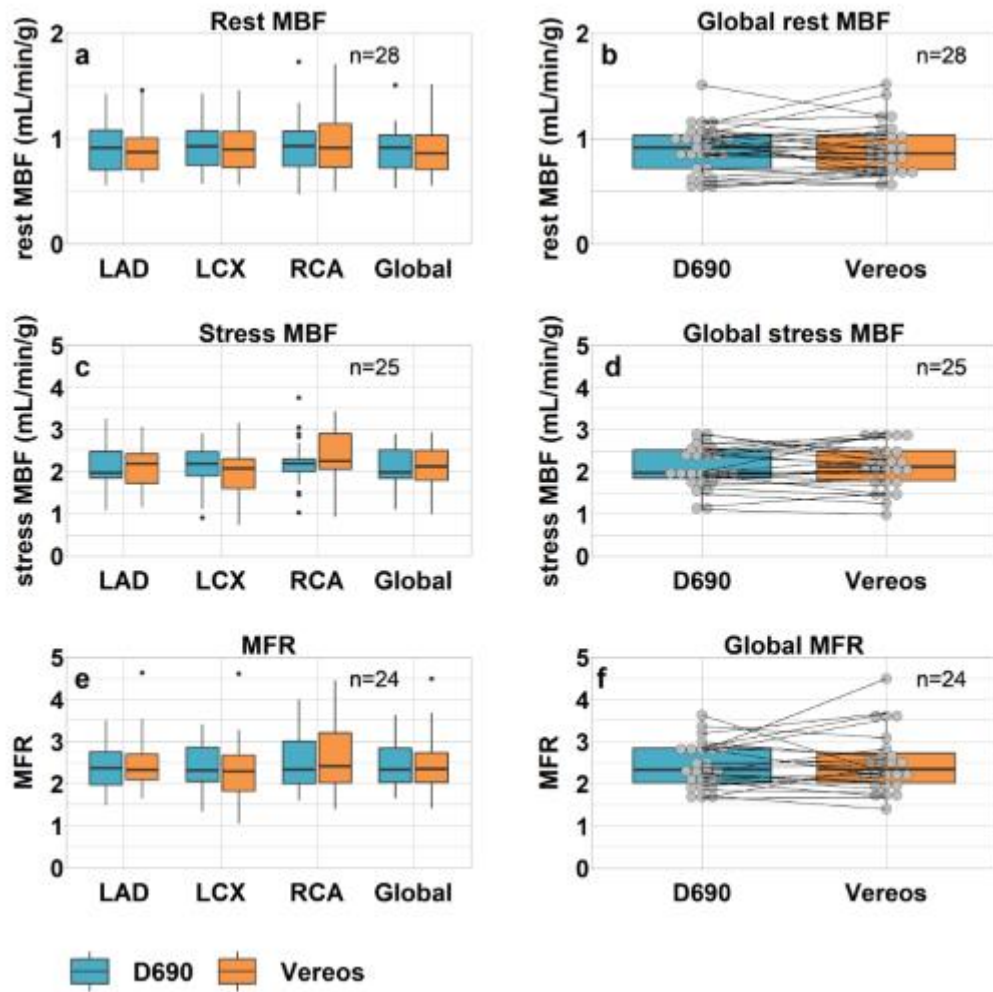 Rest MBF
a
n=28
rest MBF (mL/min/g)
2
1
0
LAD LCX RCA Global
Global rest MBF
b
n=28
rest MBF (mL/min/g)
2
1
0
D690 Vereos
Stress MBF
c
n=25
stress MBF (mL/min/g)
5
4
3
2
1
0
LAD LCX RCA Global
Global stress MBF
d
n=25
stress MBF (mL/min/g)
5
4
3
2
1
0
D690 Vereos
MFR
e
n=24
MFR
5
4
3
2
1
0
LAD LCX RCA Global
Global MFR
f
n=24
MFR
5
4
3
2
1
0
D690 Vereos
D690 Vereos